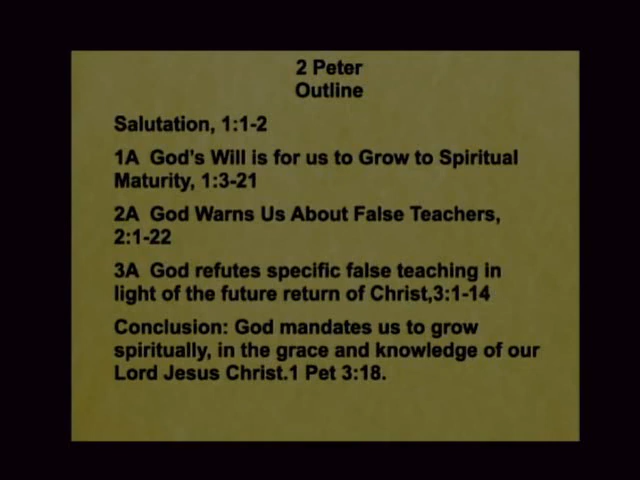 2 Peter
Outline
Salutation, 1:1-2
1A God's Will is for us to Grow to Spiritual
Maturity, 1:3-21
2A God Warns Us About False Teachers,
2:1-22
3A God refutes specific false teaching in
light of the future return of Christ,3:1-14
Conclusion: God mandates us to grow
spiritually, in the grace and knowledge of our
Lord Jesus Christ.1 Pet 3:18.